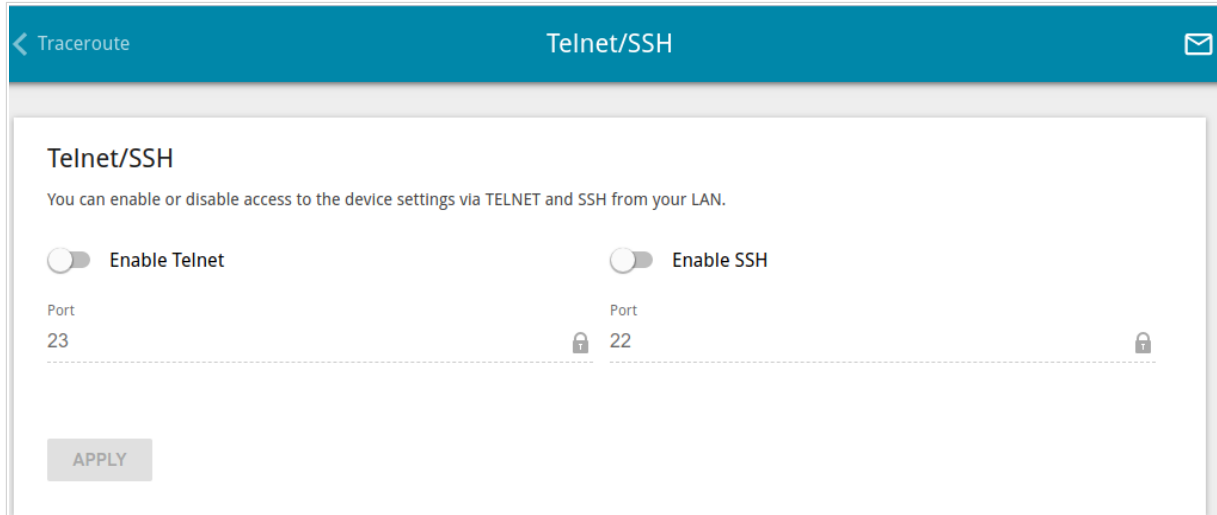 Traceroute
Telnet/SSH
Telnet/SSH
You can enable or disable access to the device settings via TELNET and SSH from your LAN.
Enable Telnet
Enable SSH
Port
Port
23
22
APPLY